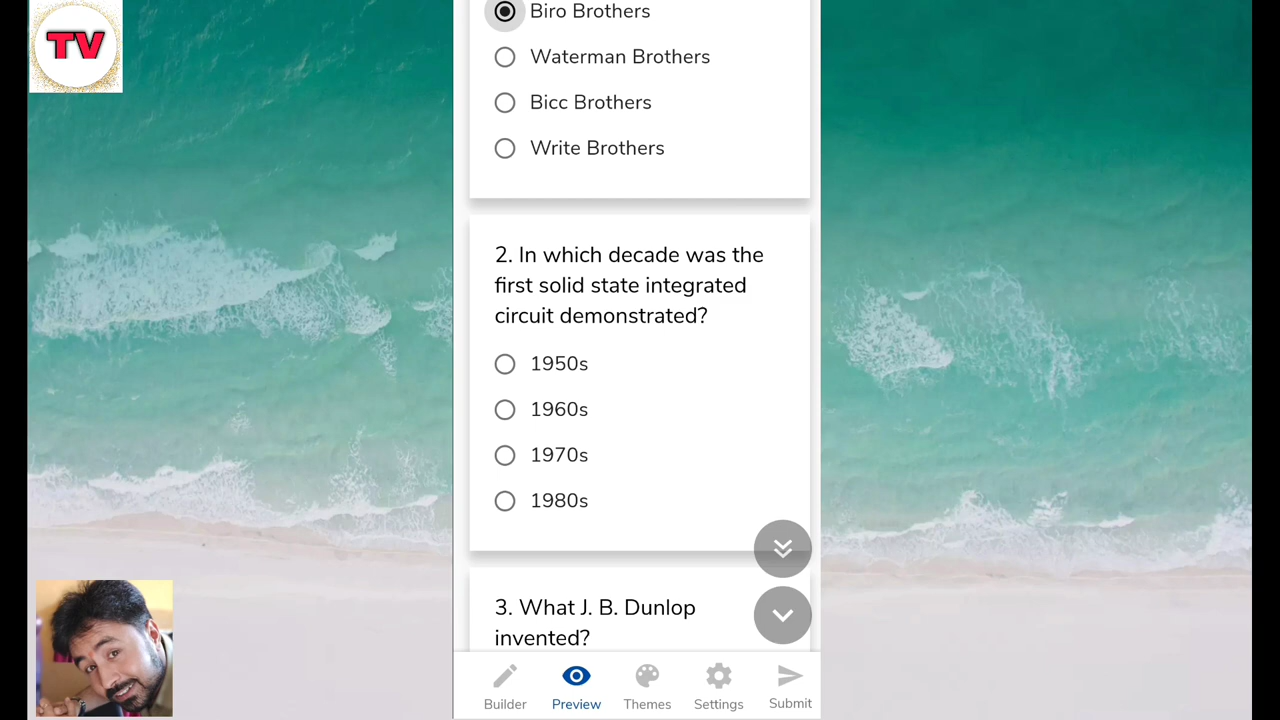 TV
Biro Brothers
Waterman Brothers
Bicc Brothers
Write Brothers
2. In which decade was the
first solid state integrated
circuit demonstrated?
1950s
1960s
1970s
1980s
3. What J. B. Dunlop
invented?
Builder
Preview
Themes
Settings
Submit